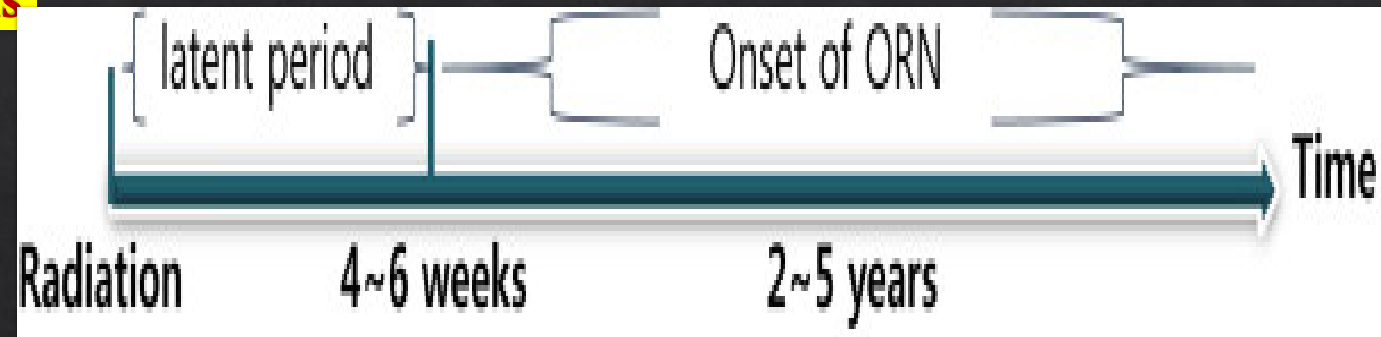 s
latent period
Onset of ORN
Time
Radiation
4~6 weeks
2~5 years